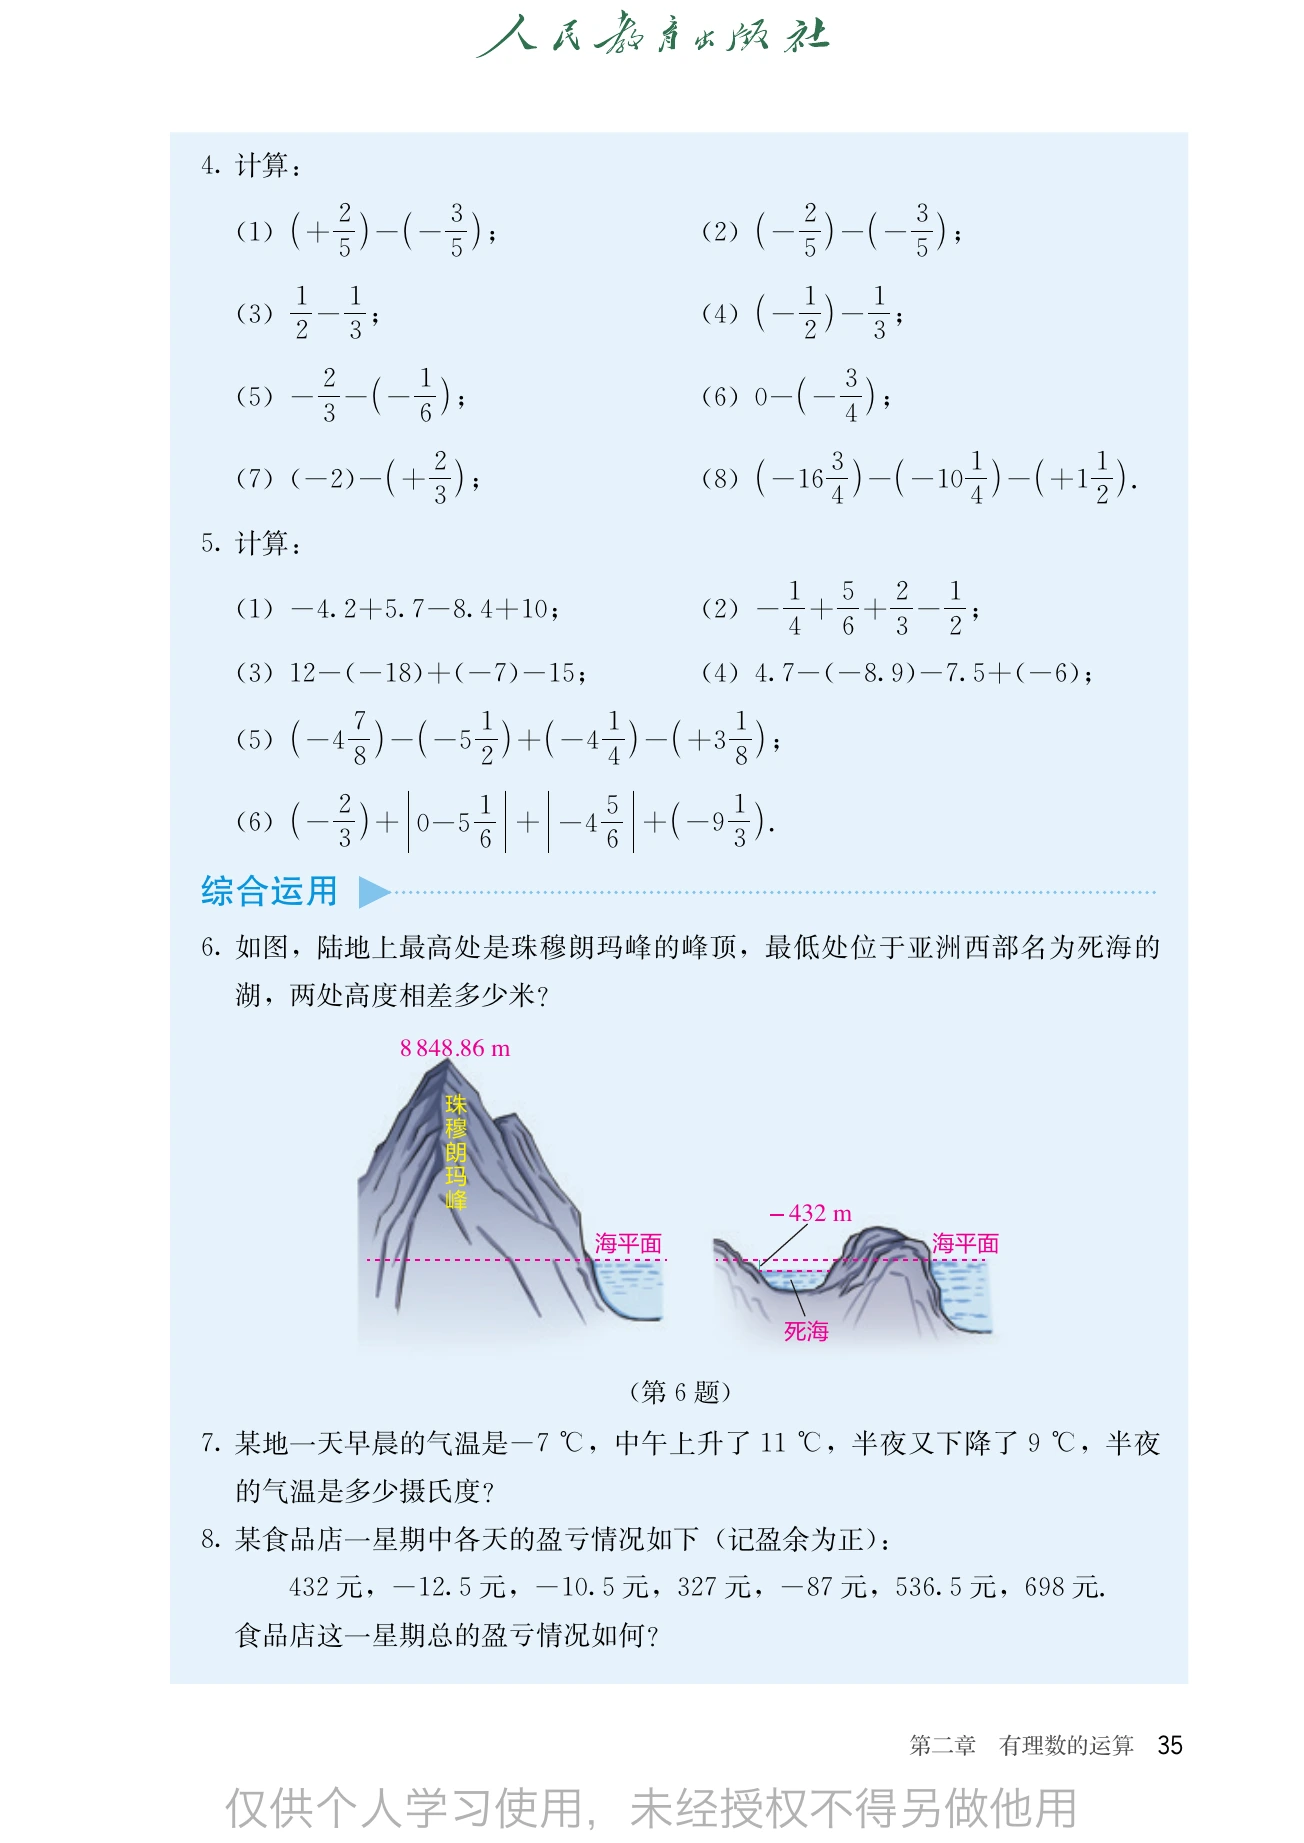 人民教育出版社
4. 计算：
(1) (+2/5)−(−3/5)； (2) (−2/5)−(−3/5)；
(3) 1/2−1/3； (4) (−1/2)−1/3；
(5) −2/3−(−1/6)； (6) 0−(−3/4)；
(7) (−2)−(+2/3)； (8) (−16 3/4)−(−10 1/4)−(+1 1/2).
5. 计算：
(1) −4.2+5.7−8.4+10； (2) −1/4+5/6+2/3−1/2；
(3) 12−(−18)+(−7)−15； (4) 4.7−(−8.9)−7.5+(−6)；
(5) (−4 7/8)−(−5 1/2)+(−4 1/4)−(+3 1/8)；
(6) (−2/3)+|0−5 1/6|+|−4 5/6|+(−9 1/3).
综合运用
6. 如图，陆地上最高处是珠穆朗玛峰的峰顶，最低处位于亚洲西部名为死海的
湖，两处高度相差多少米？
8 848.86 m
珠穆朗玛峰
海平面
−432 m
海平面
死海
（第 6 题）
7. 某地一天早晨的气温是−7 ℃，中午上升了 11 ℃，半夜又下降了 9 ℃，半夜
的气温是多少摄氏度？
8. 某食品店一星期中各天的盈亏情况如下（记盈余为正）：
432 元，−12.5 元，−10.5 元，327 元，−87 元，536.5 元，698 元.
食品店这一星期总的盈亏情况如何？
第二章 有理数的运算 35
仅供个人学习使用，未经授权不得另做他用